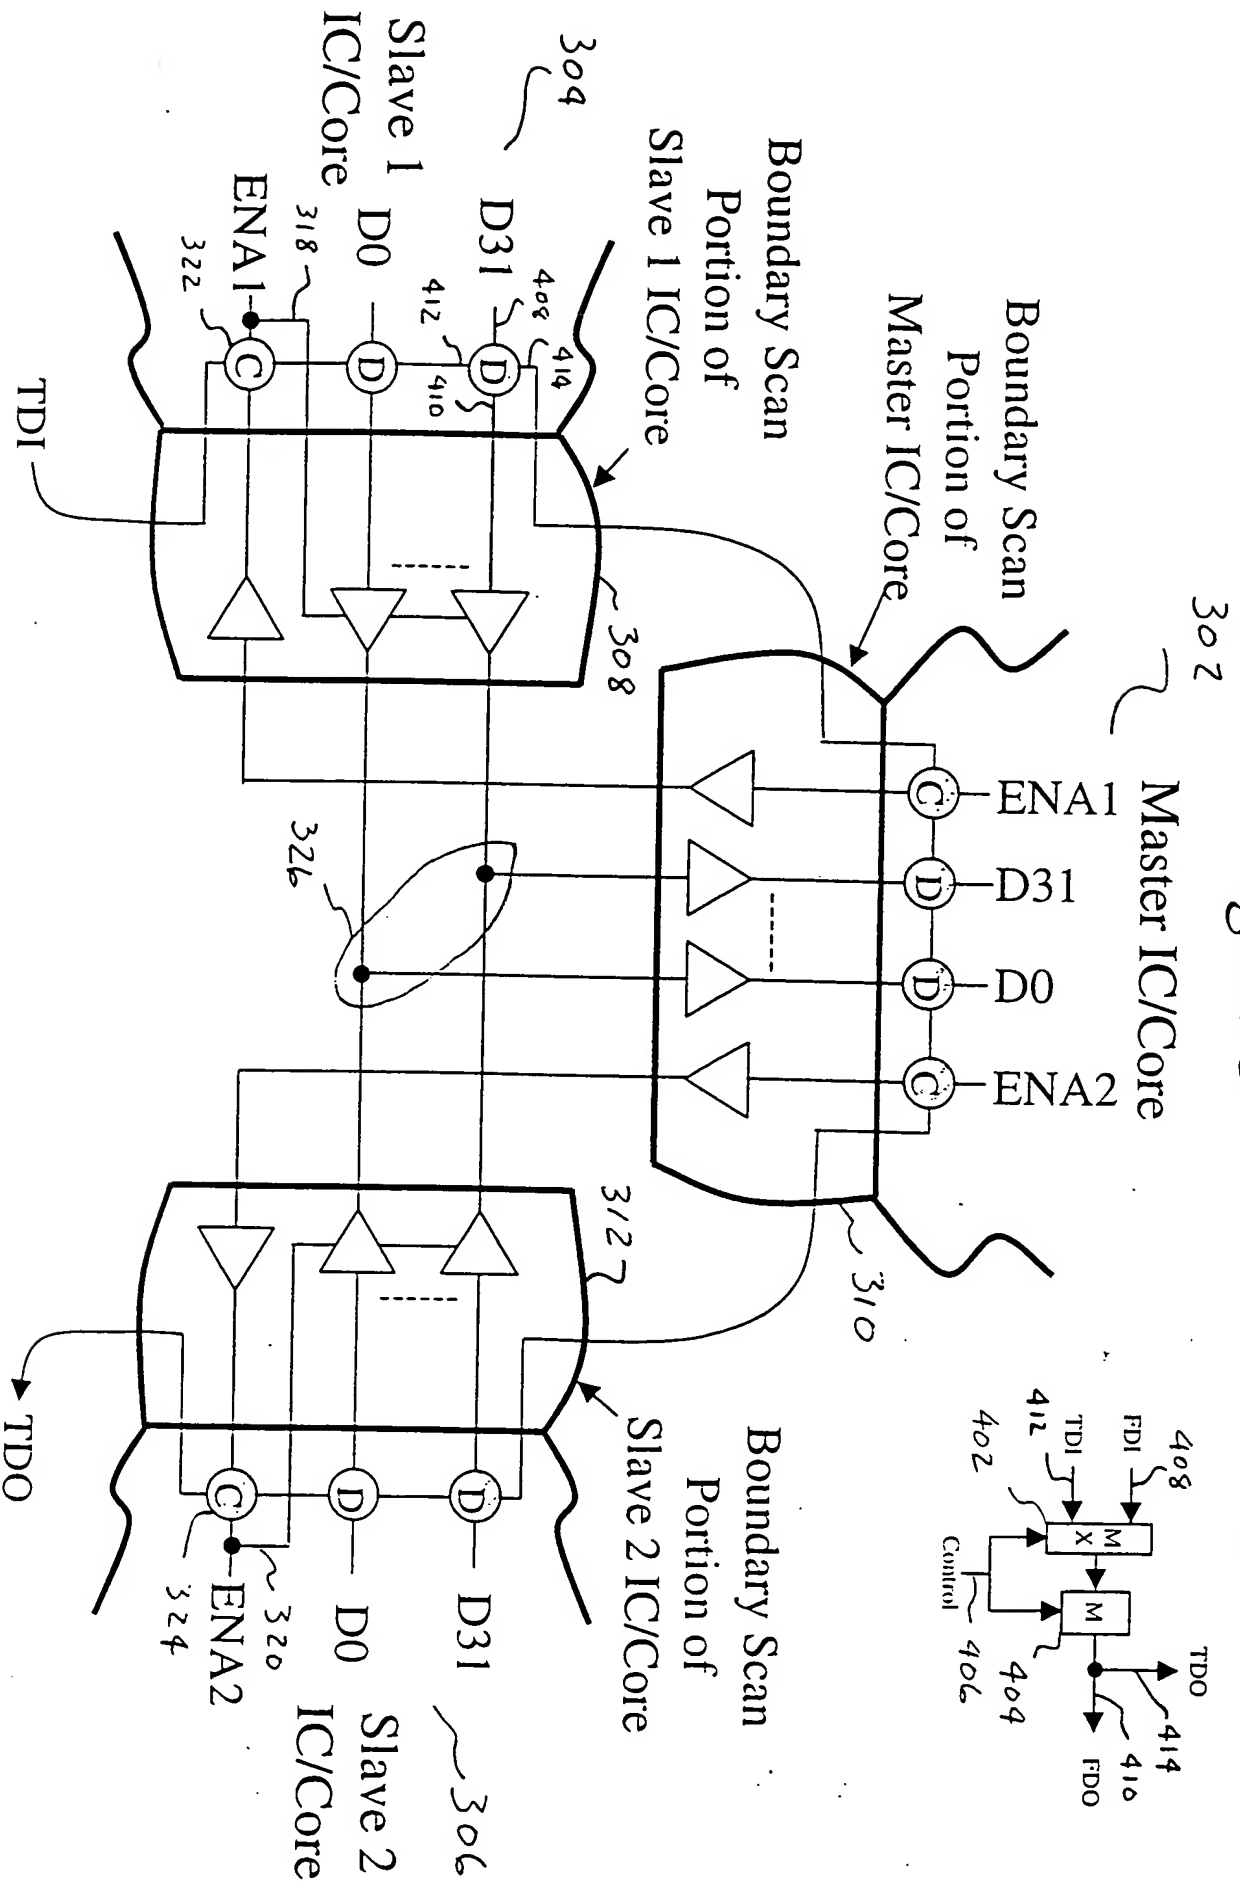 302
Master IC/Core
ENA1
D31
D0
ENA2
C
D
D
C
Boundary Scan
Portion of
Master IC/Core
310
408
FDI
TDI
412
402
M
X
M
Control
406
404
TDO
414
410
FDO
Boundary Scan
Portion of
Slave 1 IC/Core
308
304
Slave 1
IC/Core
D31
D0
ENA1
408
414
412
410
318
322
D
D
C
TDI
326
312
Boundary Scan
Portion of
Slave 2 IC/Core
306
Slave 2
IC/Core
D
D
C
D31
D0
ENA2
320
324
TDO